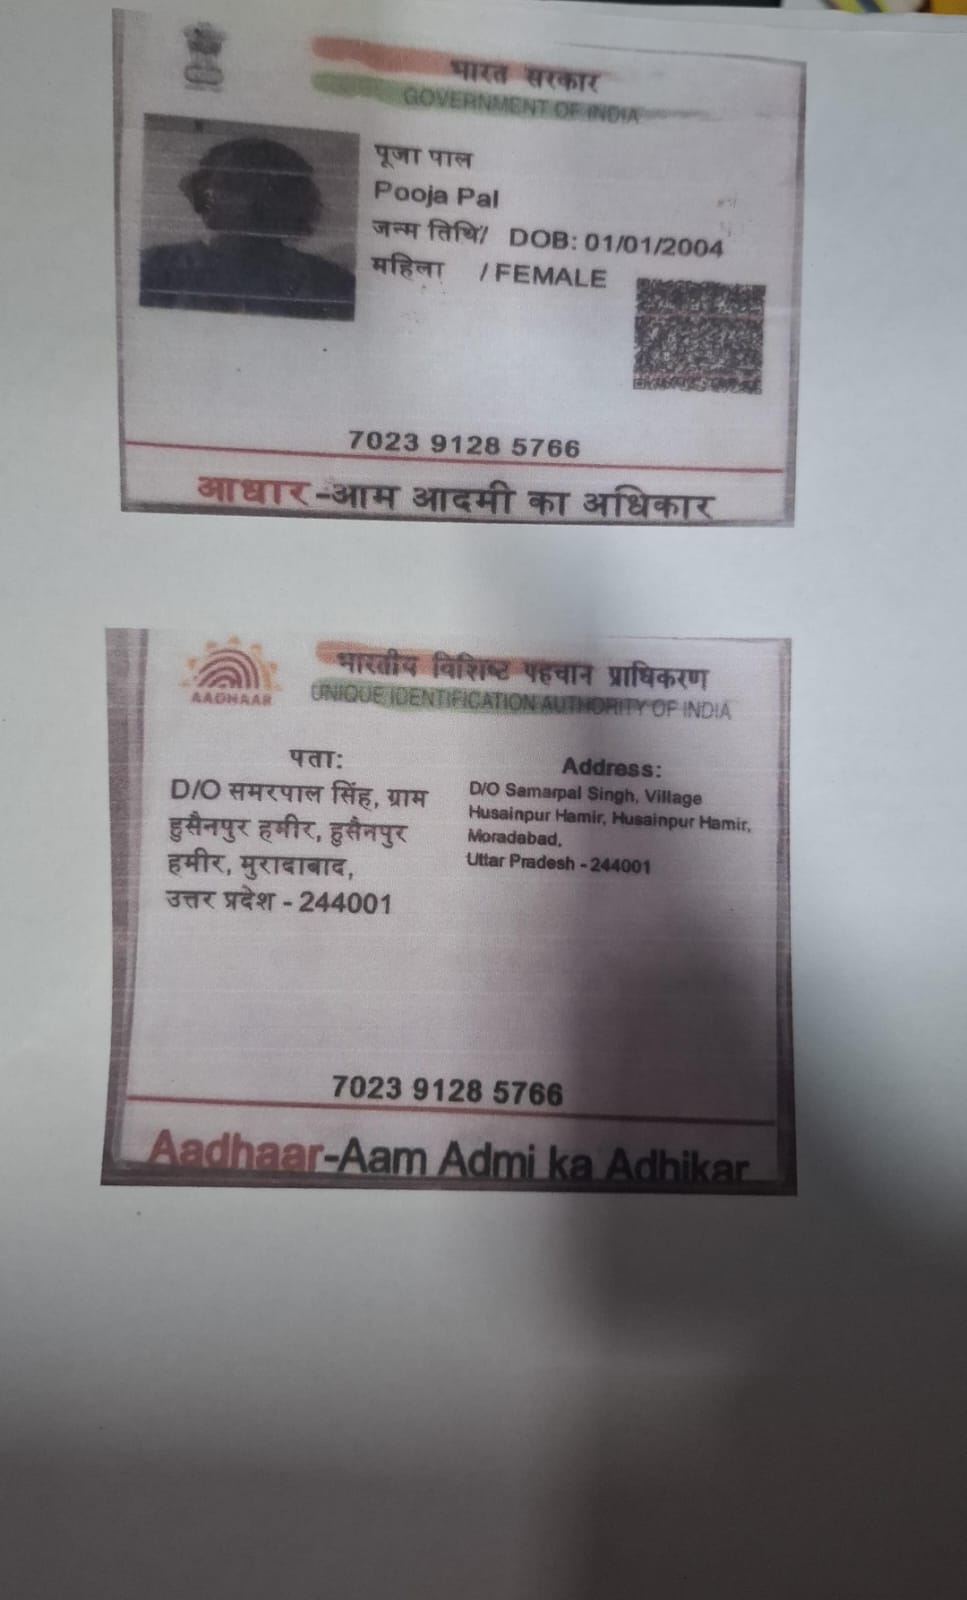 भारत सरकार
GOVERNMENT OF INDIA
पूजा पाल
Pooja Pal
जन्म तिथि/ DOB: 01/01/2004
महिला / FEMALE
7023 9128 5766
आधार-आम आदमी का अधिकार
AADHAAR
भारतीय विशिष्ट पहचान प्राधिकरण
UNIQUE IDENTIFICATION AUTHORITY OF INDIA
पता:
D/O समरपाल सिंह, ग्राम
हुसैनपुर हमीर, हुसैनपुर
हमीर, मुरादाबाद,
उत्तर प्रदेश - 244001
Address:
D/O Samarpal Singh, Village
Husainpur Hamir, Husainpur Hamir,
Moradabad,
Uttar Pradesh - 244001
7023 9128 5766
Aadhaar-Aam Admi ka Adhikar